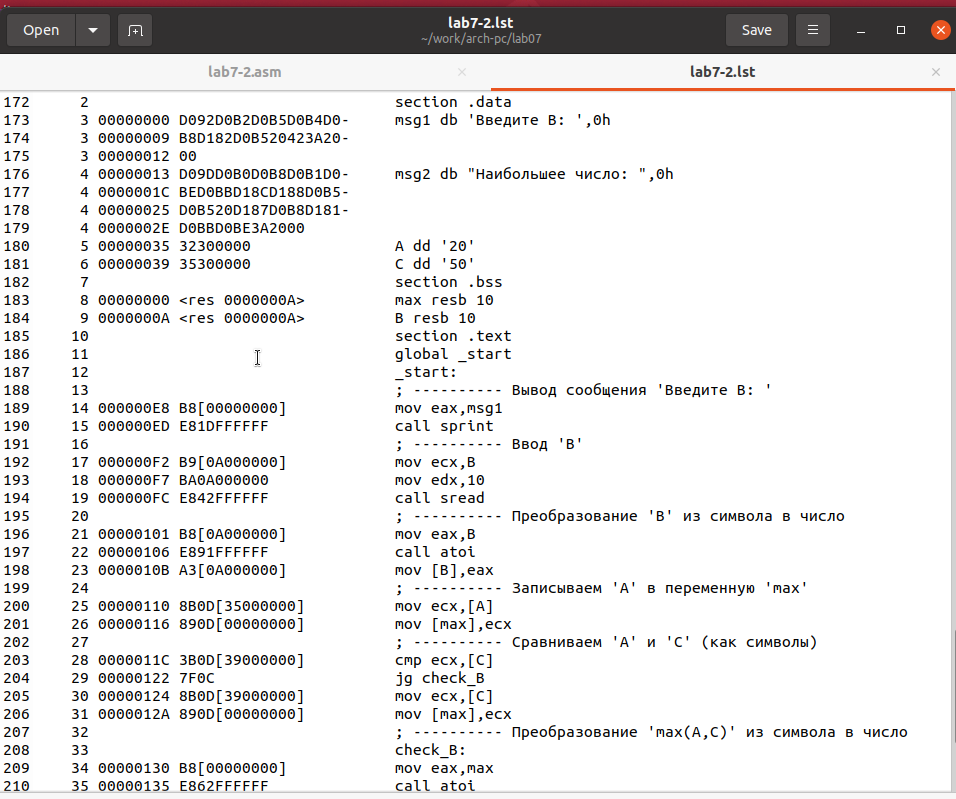 Open
lab7-2.lst
~/work/arch-pc/lab07
Save
lab7-2.asm
lab7-2.lst
172 2 section .data
173 3 00000000 D092D0B2D0B5D0B4D0- msg1 db 'Введите B: ',0h
174 3 00000009 B8D182D0B520423A20-
175 3 00000012 00
176 4 00000013 D09DD0B0D0B8D0B1D0- msg2 db "Наибольшее число: ",0h
177 4 0000001C BED0BBD18CD188D0B5-
178 4 00000025 D0B520D187D0B8D181-
179 4 0000002E D0BBD0BE3A2000
180 5 00000035 32300000 A dd '20'
181 6 00000039 35300000 C dd '50'
182 7 section .bss
183 8 00000000 <res 0000000A> max resb 10
184 9 0000000A <res 0000000A> B resb 10
185 10 section .text
186 11 global _start
187 12 _start:
188 13 ; ---------- Вывод сообщения 'Введите B: '
189 14 000000E8 B8[00000000] mov eax,msg1
190 15 000000ED E81DFFFFFF call sprint
191 16 ; ---------- Ввод 'B'
192 17 000000F2 B9[0A000000] mov ecx,B
193 18 000000F7 BA0A000000 mov edx,10
194 19 000000FC E842FFFFFF call sread
195 20 ; ---------- Преобразование 'B' из символа в число
196 21 00000101 B8[0A000000] mov eax,B
197 22 00000106 E891FFFFFF call atoi
198 23 0000010B A3[0A000000] mov [B],eax
199 24 ; ---------- Записываем 'A' в переменную 'max'
200 25 00000110 8B0D[35000000] mov ecx,[A]
201 26 00000116 890D[00000000] mov [max],ecx
202 27 ; ---------- Сравниваем 'A' и 'C' (как символы)
203 28 0000011C 3B0D[39000000] cmp ecx,[C]
204 29 00000122 7F0C jg check_B
205 30 00000124 8B0D[39000000] mov ecx,[C]
206 31 0000012A 890D[00000000] mov [max],ecx
207 32 ; ---------- Преобразование 'max(A,C)' из символа в число
208 33 check_B:
209 34 00000130 B8[00000000] mov eax,max
210 35 00000135 E862FFFFFF call atoi